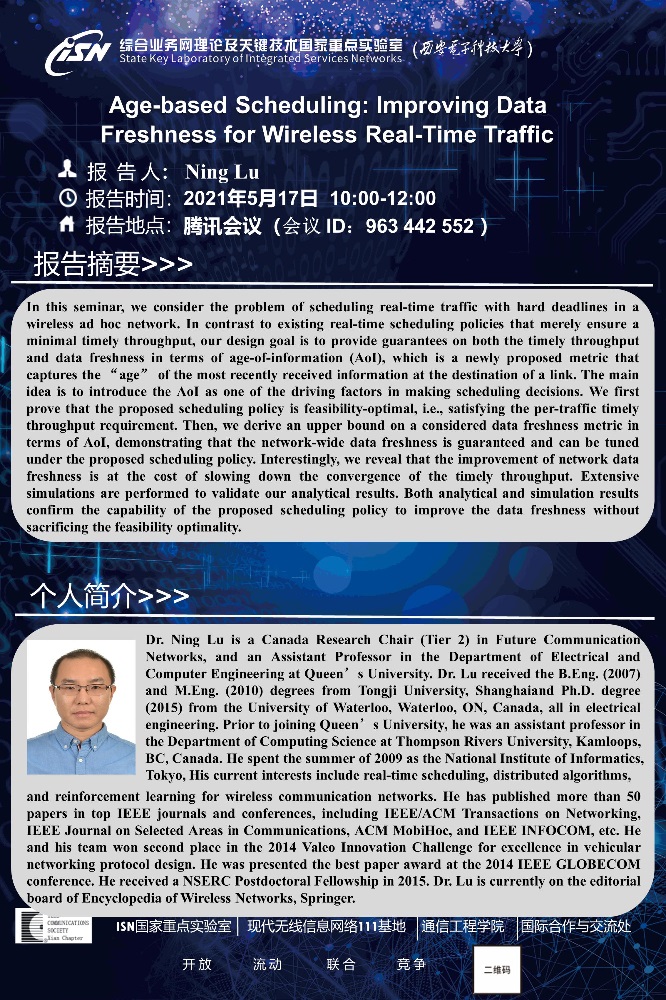 ISN 综合业务网理论及关键技术国家重点实验室 (西安电子科技大学)
State Key Laboratory of Integrated Services Networks
Age-based Scheduling: Improving Data
Freshness for Wireless Real-Time Traffic
报 告 人： Ning Lu
报告时间：2021年5月17日 10:00-12:00
报告地点：腾讯会议（会议 ID：963 442 552 ）
报告摘要>>>
In this seminar, we consider the problem of scheduling real-time traffic with hard deadlines in a
wireless ad hoc network. In contrast to existing real-time scheduling policies that merely ensure a
minimal timely throughput, our design goal is to provide guarantees on both the timely throughput
and data freshness in terms of age-of-information (AoI), which is a newly proposed metric that
captures the “age” of the most recently received information at the destination of a link. The main
idea is to introduce the AoI as one of the driving factors in making scheduling decisions. We first
prove that the proposed scheduling policy is feasibility-optimal, i.e., satisfying the per-traffic timely
throughput requirement. Then, we derive an upper bound on a considered data freshness metric in
terms of AoI, demonstrating that the network-wide data freshness is guaranteed and can be tuned
under the proposed scheduling policy. Interestingly, we reveal that the improvement of network data
freshness is at the cost of slowing down the convergence of the timely throughput. Extensive
simulations are performed to validate our analytical results. Both analytical and simulation results
confirm the capability of the proposed scheduling policy to improve the data freshness without
sacrificing the feasibility optimality.
个人简介>>>
Dr. Ning Lu is a Canada Research Chair (Tier 2) in Future Communication
Networks, and an Assistant Professor in the Department of Electrical and
Computer Engineering at Queen’s University. Dr. Lu received the B.Eng. (2007)
and M.Eng. (2010) degrees from Tongji University, Shanghaiand Ph.D. degree
(2015) from the University of Waterloo, Waterloo, ON, Canada, all in electrical
engineering. Prior to joining Queen’s University, he was an assistant professor in
the Department of Computing Science at Thompson Rivers University, Kamloops,
BC, Canada. He spent the summer of 2009 as the National Institute of Informatics,
Tokyo, His current interests include real-time scheduling, distributed algorithms,
and reinforcement learning for wireless communication networks. He has published more than 50
papers in top IEEE journals and conferences, including IEEE/ACM Transactions on Networking,
IEEE Journal on Selected Areas in Communications, ACM MobiHoc, and IEEE INFOCOM, etc. He
and his team won second place in the 2014 Valeo Innovation Challenge for excellence in vehicular
networking protocol design. He was presented the best paper award at the 2014 IEEE GLOBECOM
conference. He received a NSERC Postdoctoral Fellowship in 2015. Dr. Lu is currently on the editorial
board of Encyclopedia of Wireless Networks, Springer.
COMMUNICATIONS
SOCIETY
Xian Chapter
ISN国家重点实验室 | 现代无线信息网络111基地 | 通信工程学院 | 国际合作与交流处
开放 流动 联合 竞争
二维码